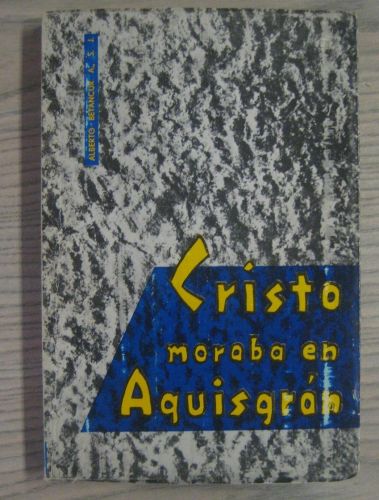 ALBERTO BETANCUR A., S. J.
Cristo
moraba en
Aquisgrán